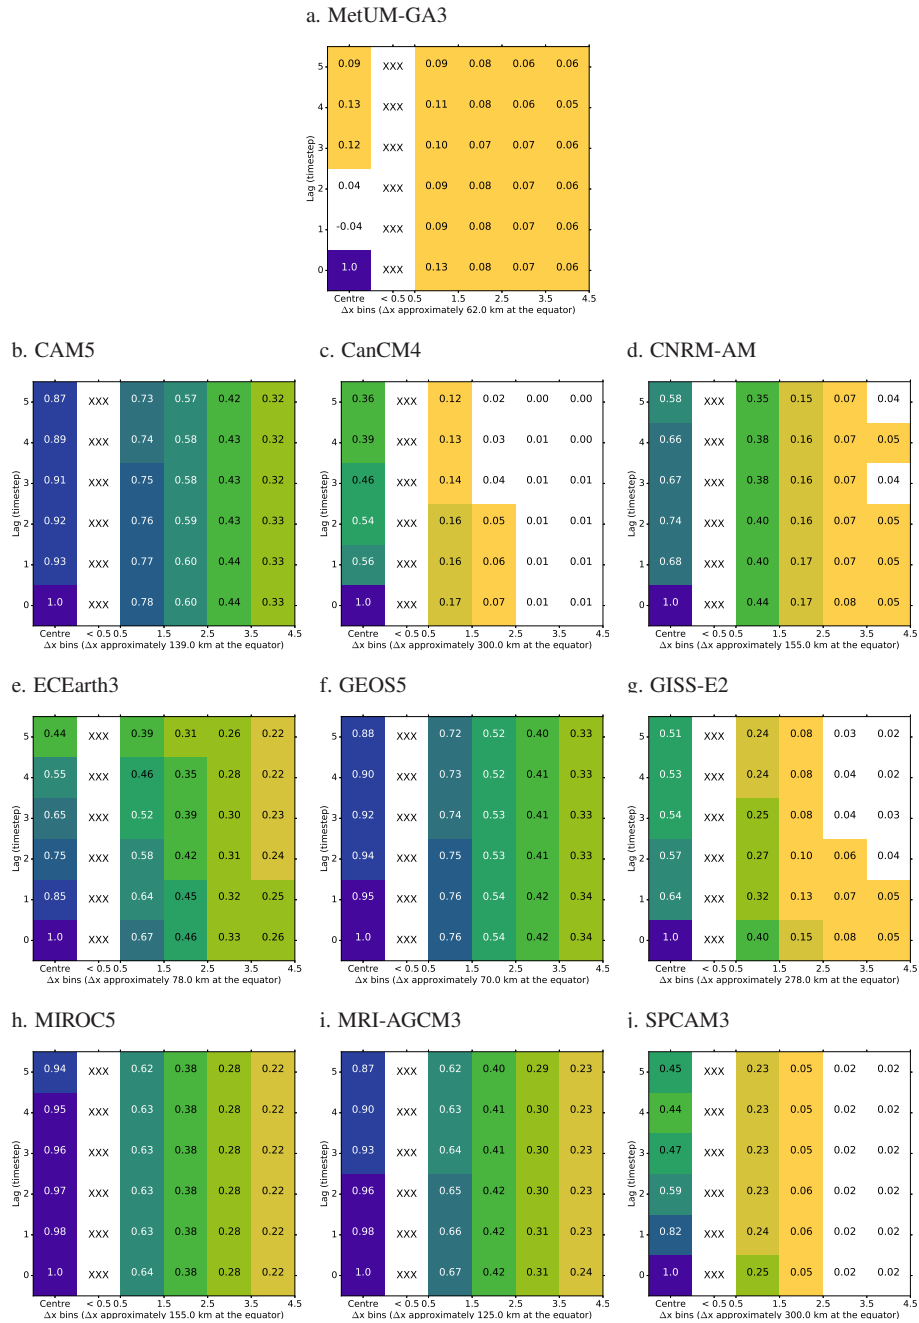 a. MetUM-GA3
Lag (timestep)
5 0.09 XXX 0.09 0.08 0.06 0.06
4 0.13 XXX 0.11 0.08 0.06 0.05
3 0.12 XXX 0.10 0.07 0.07 0.06
2 0.04 XXX 0.09 0.08 0.07 0.06
1 -0.04 XXX 0.09 0.08 0.07 0.06
0 1.0 XXX 0.13 0.08 0.07 0.06
Centre < 0.5 0.5 1.5 2.5 3.5 4.5
Δx bins (Δx approximately 62.0 km at the equator)
b. CAM5
Lag (timestep)
5 0.87 XXX 0.73 0.57 0.42 0.32
4 0.89 XXX 0.74 0.58 0.43 0.32
3 0.91 XXX 0.75 0.58 0.43 0.32
2 0.92 XXX 0.76 0.59 0.43 0.33
1 0.93 XXX 0.77 0.60 0.44 0.33
0 1.0 XXX 0.78 0.60 0.44 0.33
Centre < 0.5 0.5 1.5 2.5 3.5 4.5
Δx bins (Δx approximately 139.0 km at the equator)
c. CanCM4
Lag (timestep)
5 0.36 XXX 0.12 0.02 0.00 0.00
4 0.39 XXX 0.13 0.03 0.01 0.00
3 0.46 XXX 0.14 0.04 0.01 0.01
2 0.54 XXX 0.16 0.05 0.01 0.01
1 0.56 XXX 0.16 0.06 0.01 0.01
0 1.0 XXX 0.17 0.07 0.01 0.01
Centre < 0.5 0.5 1.5 2.5 3.5 4.5
Δx bins (Δx approximately 300.0 km at the equator)
d. CNRM-AM
Lag (timestep)
5 0.58 XXX 0.35 0.15 0.07 0.04
4 0.66 XXX 0.38 0.16 0.07 0.05
3 0.67 XXX 0.38 0.16 0.07 0.04
2 0.74 XXX 0.40 0.16 0.07 0.05
1 0.68 XXX 0.40 0.17 0.07 0.05
0 1.0 XXX 0.44 0.17 0.08 0.05
Centre < 0.5 0.5 1.5 2.5 3.5 4.5
Δx bins (Δx approximately 155.0 km at the equator)
e. ECEarth3
Lag (timestep)
5 0.44 XXX 0.39 0.31 0.26 0.22
4 0.55 XXX 0.46 0.35 0.28 0.22
3 0.65 XXX 0.52 0.39 0.30 0.23
2 0.75 XXX 0.58 0.42 0.31 0.24
1 0.85 XXX 0.64 0.45 0.32 0.25
0 1.0 XXX 0.67 0.46 0.33 0.26
Centre < 0.5 0.5 1.5 2.5 3.5 4.5
Δx bins (Δx approximately 78.0 km at the equator)
f. GEOS5
Lag (timestep)
5 0.88 XXX 0.72 0.52 0.40 0.33
4 0.90 XXX 0.73 0.52 0.41 0.33
3 0.92 XXX 0.74 0.53 0.41 0.33
2 0.94 XXX 0.75 0.53 0.41 0.33
1 0.95 XXX 0.76 0.54 0.42 0.34
0 1.0 XXX 0.76 0.54 0.42 0.34
Centre < 0.5 0.5 1.5 2.5 3.5 4.5
Δx bins (Δx approximately 70.0 km at the equator)
g. GISS-E2
Lag (timestep)
5 0.51 XXX 0.24 0.08 0.03 0.02
4 0.53 XXX 0.24 0.08 0.04 0.02
3 0.54 XXX 0.25 0.08 0.04 0.03
2 0.57 XXX 0.27 0.10 0.06 0.04
1 0.64 XXX 0.32 0.13 0.07 0.05
0 1.0 XXX 0.40 0.15 0.08 0.05
Centre < 0.5 0.5 1.5 2.5 3.5 4.5
Δx bins (Δx approximately 278.0 km at the equator)
h. MIROC5
Lag (timestep)
5 0.94 XXX 0.62 0.38 0.28 0.22
4 0.95 XXX 0.63 0.38 0.28 0.22
3 0.96 XXX 0.63 0.38 0.28 0.22
2 0.97 XXX 0.63 0.38 0.28 0.22
1 0.98 XXX 0.63 0.38 0.28 0.22
0 1.0 XXX 0.64 0.38 0.28 0.22
Centre < 0.5 0.5 1.5 2.5 3.5 4.5
Δx bins (Δx approximately 155.0 km at the equator)
i. MRI-AGCM3
Lag (timestep)
5 0.87 XXX 0.62 0.40 0.29 0.23
4 0.90 XXX 0.63 0.41 0.30 0.23
3 0.93 XXX 0.64 0.41 0.30 0.23
2 0.96 XXX 0.65 0.42 0.30 0.23
1 0.98 XXX 0.66 0.42 0.31 0.23
0 1.0 XXX 0.67 0.42 0.31 0.24
Centre < 0.5 0.5 1.5 2.5 3.5 4.5
Δx bins (Δx approximately 125.0 km at the equator)
j. SPCAM3
Lag (timestep)
5 0.45 XXX 0.23 0.05 0.02 0.02
4 0.44 XXX 0.23 0.05 0.02 0.02
3 0.47 XXX 0.23 0.05 0.02 0.02
2 0.59 XXX 0.23 0.06 0.02 0.02
1 0.82 XXX 0.24 0.06 0.02 0.02
0 1.0 XXX 0.25 0.05 0.02 0.02
Centre < 0.5 0.5 1.5 2.5 3.5 4.5
Δx bins (Δx approximately 300.0 km at the equator)